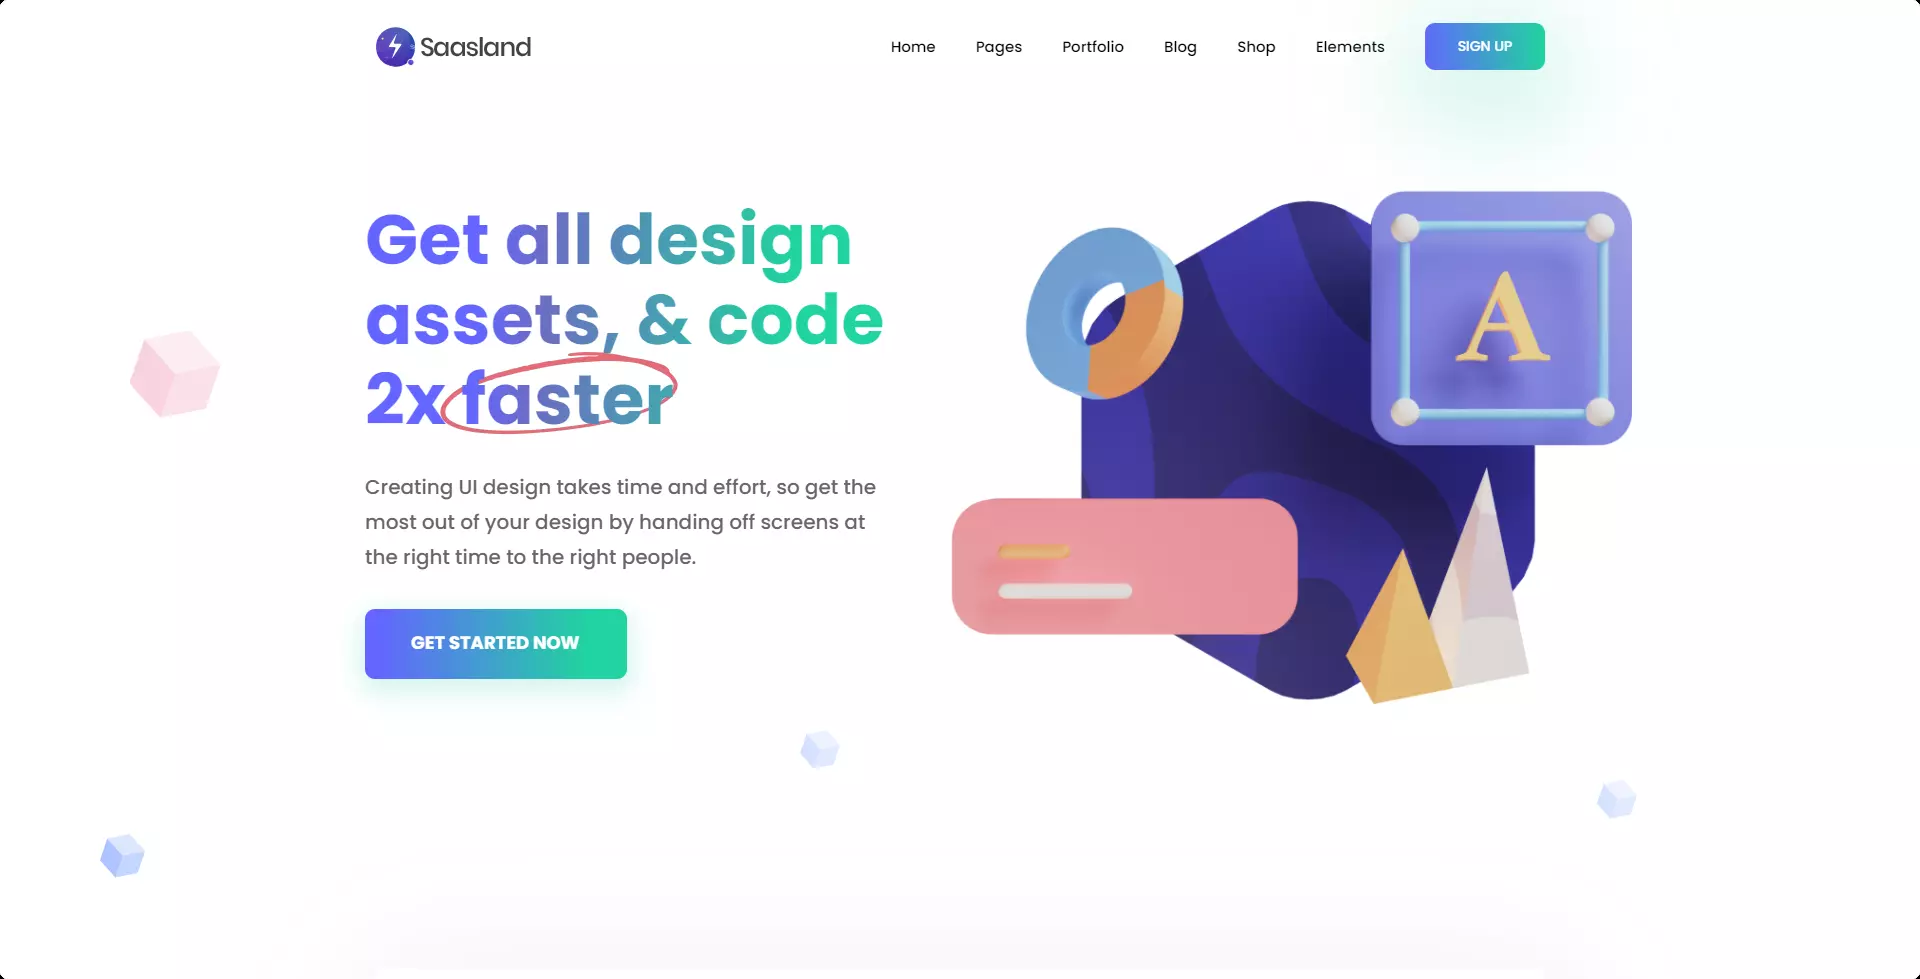 Saasland
Home Pages Portfolio Blog Shop Elements SIGN UP
Get all design
assets, & code
2x faster
Creating UI design takes time and effort, so get the
most out of your design by handing off screens at
the right time to the right people.
GET STARTED NOW
A